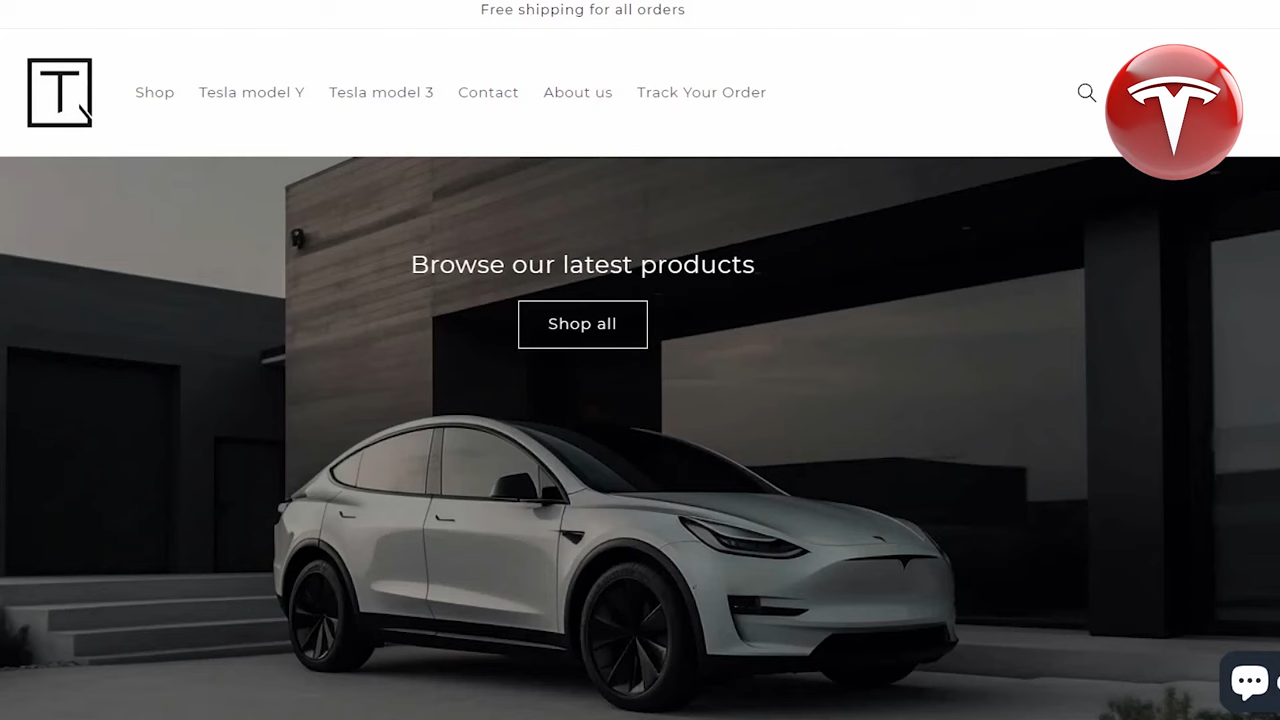 Free shipping for all orders
Shop Tesla model Y Tesla model 3 Contact About us Track Your Order
Browse our latest products
Shop all